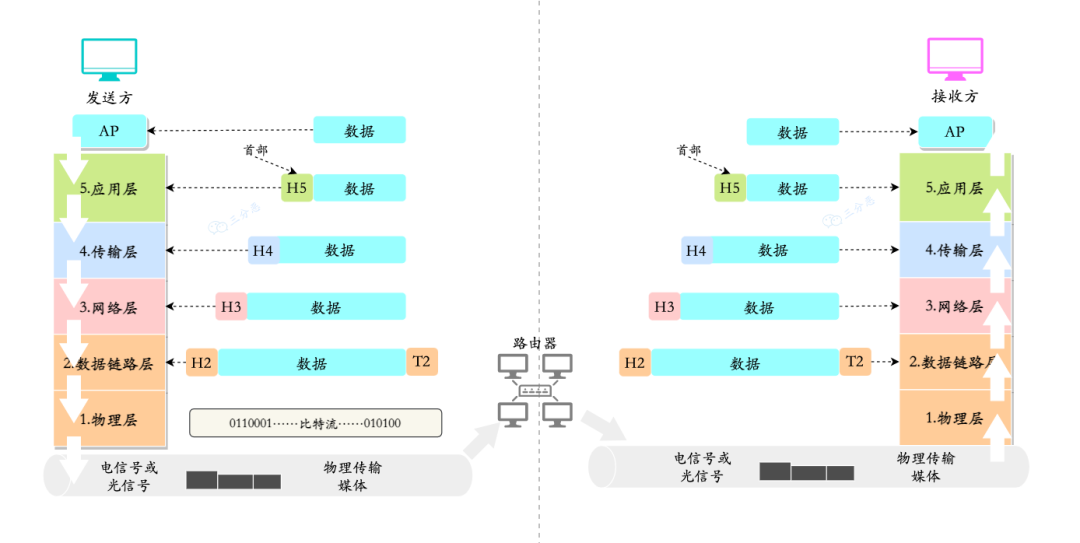 发送方
AP
数据
首部
5.应用层
H5
数据
三分恶
4.传输层
H4
数据
3.网络层
H3
数据
2.数据链路层
H2
数据
T2
1.物理层
0110001……比特流……010100
电信号或
光信号
物理传输
媒体
路由器
接收方
数据
AP
首部
H5
数据
5.应用层
三分恶
H4
数据
4.传输层
H3
数据
3.网络层
H2
数据
T2
2.数据链路层
1.物理层
电信号或
光信号
物理传输
媒体